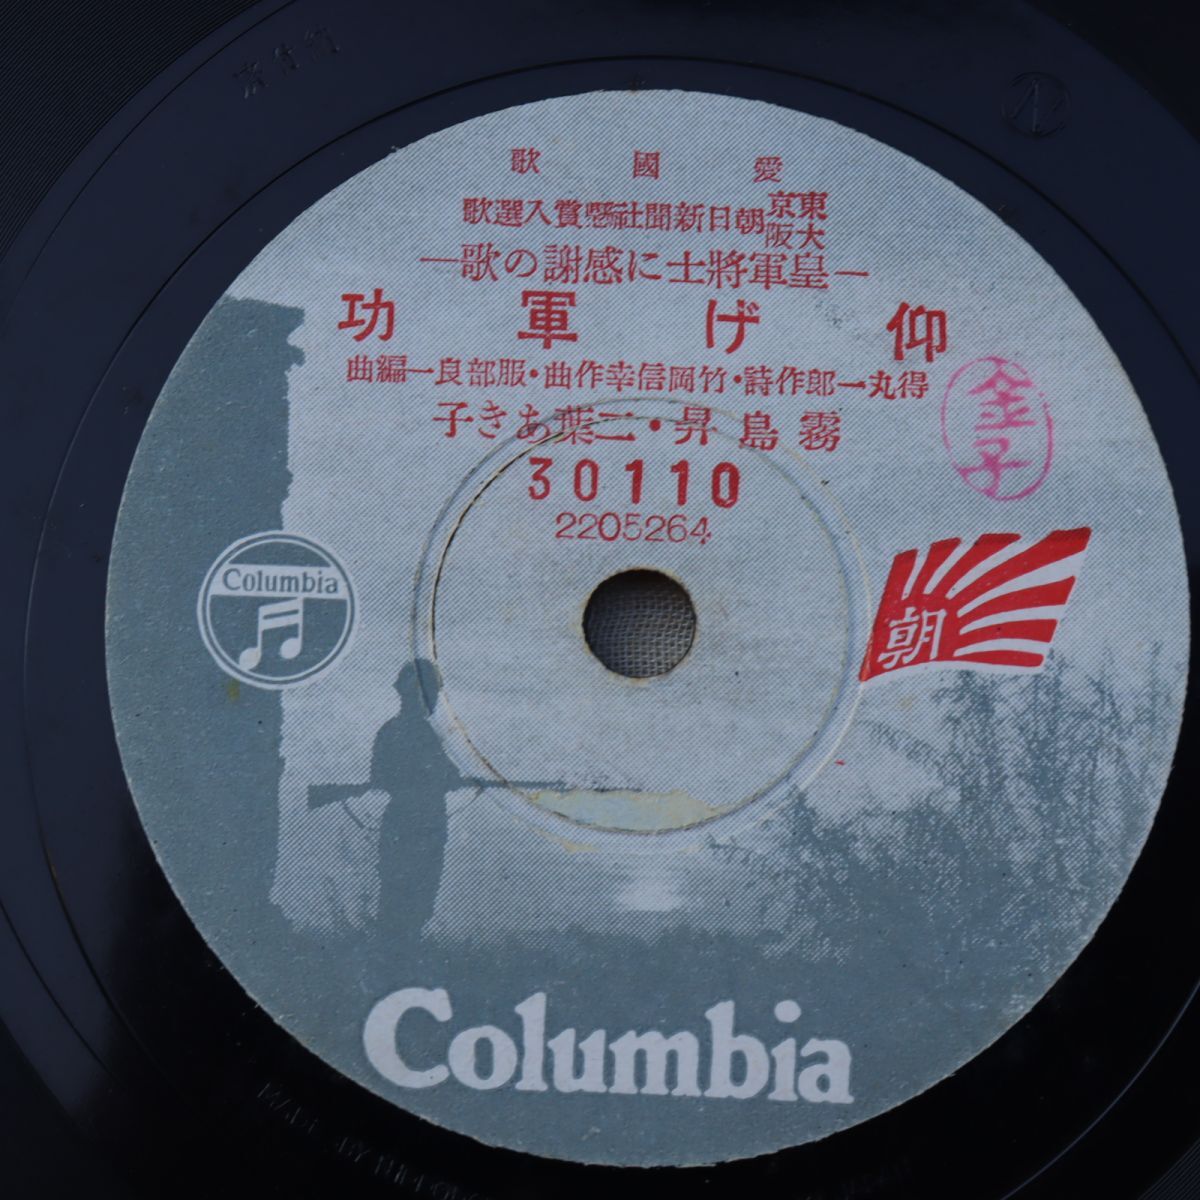 愛國歌
東京大阪朝日新聞社懸賞入選歌
—皇軍將士に感謝の歌—
仰げ軍功
得丸一郎作詩・竹岡信幸作曲・服部良一編曲
霧島昇・二葉あき子
金子
30110
2205264
Columbia
朝
Columbia